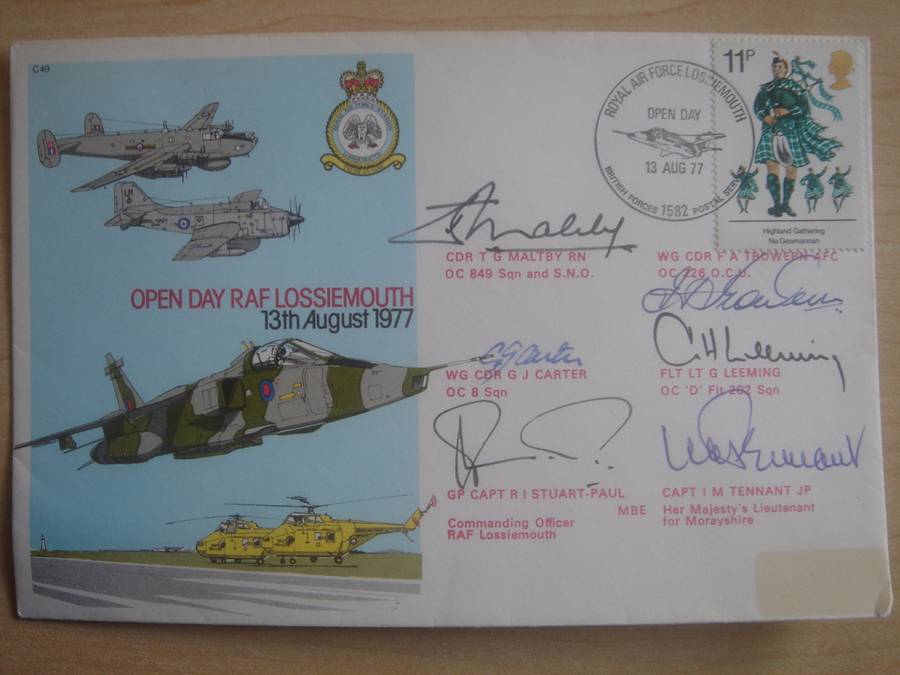 C49
OPEN DAY RAF LOSSIEMOUTH
13th August 1977
ROYAL AIR FORCE LOSSIEMOUTH
OPEN DAY
13 AUG 77
BRITISH FORCES 1582 POSTAL SERVICE
11P
Highland Gathering
Na Geamannan
Maltby
CDR T G MALTBY RN
OC 849 Sqn and S.N.O.
WG CDR F A TROWERN AFC
OC 226 O.C.U.
G J Carter
WG CDR G J CARTER
OC 8 Sqn
G H Leeming
FLT LT G LEEMING
OC 'D' Flt 202 Sqn
GP CAPT R I STUART-PAUL
MBE
Commanding Officer
RAF Lossiemouth
CAPT I M TENNANT JP
Her Majesty's Lieutenant
for Morayshire